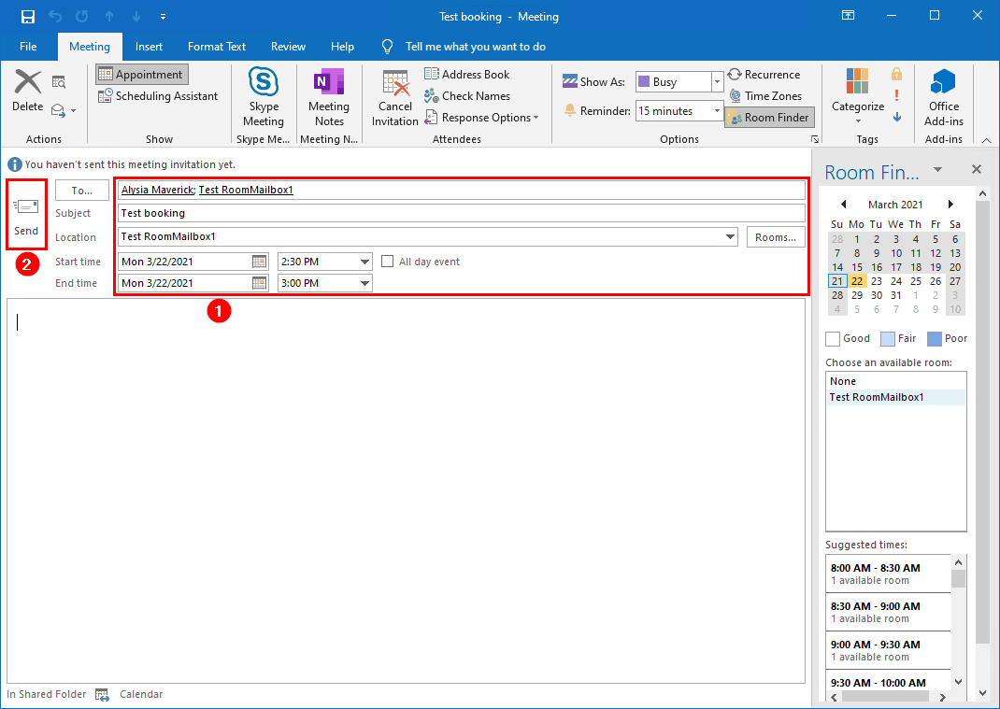 Test booking - Meeting
File Meeting Insert Format Text Review Help Tell me what you want to do
Delete
Actions
Appointment
Scheduling Assistant
Show
Skype
Meeting
Skype Me...
Meeting
Notes
Meeting N...
Cancel
Invitation
Address Book
Check Names
Response Options
Attendees
Show As: Busy
Reminder: 15 minutes
Recurrence
Time Zones
Room Finder
Options
Categorize
Tags
Office
Add-ins
Add-ins
You haven't sent this meeting invitation yet.
Send
2
To... Alysia Maverick; Test RoomMailbox1
Subject Test booking
Location Test RoomMailbox1 Rooms...
Start time Mon 3/22/2021 2:30 PM All day event
End time Mon 3/22/2021 3:00 PM
1
In Shared Folder Calendar
Room Fin...
March 2021
Su Mo Tu We Th Fr Sa
28 1 2 3 4 5 6
7 8 9 10 11 12 13
14 15 16 17 18 19 20
21 22 23 24 25 26 27
28 29 30 31 1 2 3
4 5 6 7 8 9 10
Good Fair Poor
Choose an available room:
None
Test RoomMailbox1
Suggested times:
8:00 AM - 8:30 AM
1 available room
8:30 AM - 9:00 AM
1 available room
9:00 AM - 9:30 AM
1 available room
9:30 AM - 10:00 AM